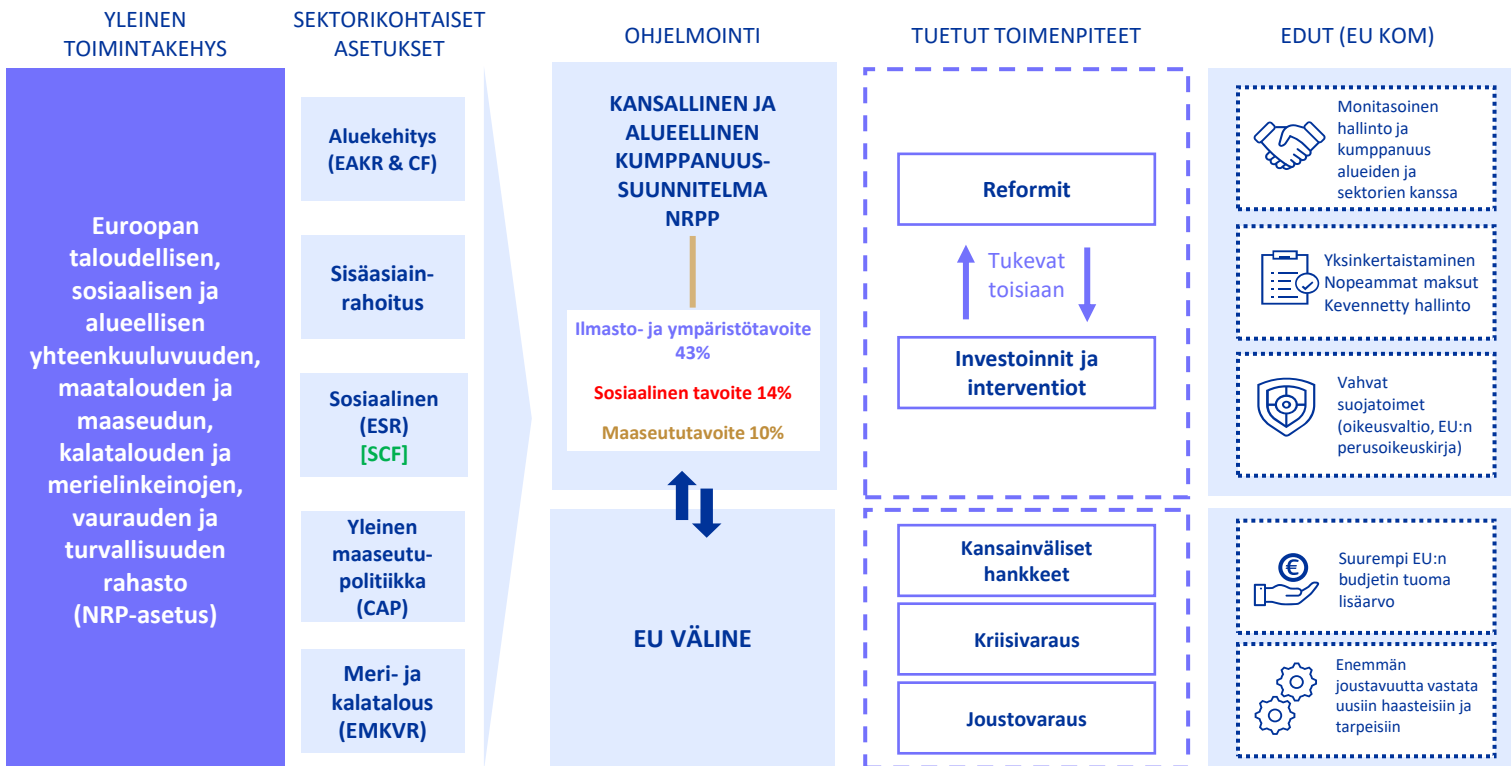 YLEINEN
TOIMINTAKEHYS
SEKTORIKOHTAISET
ASETUKSET
OHJELMOINTI
TUETUT TOIMENPITEET
EDUT (EU KOM)
Euroopan
taloudellisen,
sosiaalisen ja
alueellisen
yhteenkuuluvuuden,
maatalouden ja
maaseudun,
kalatalouden ja
merielinkeinojen,
vaurauden ja
turvallisuuden
rahasto
(NRP-asetus)
Aluekehitys
(EAKR & CF)
Sisäasiain-
rahoitus
Sosiaalinen
(ESR)
[SCF]
Yleinen
maaseutu-
politiikka
(CAP)
Meri- ja
kalatalous
(EMKVR)
KANSALLINEN JA
ALUEELLINEN
KUMPPANUUS-
SUUNNITELMA
NRPP
Ilmasto- ja ympäristötavoite
43%
Sosiaalinen tavoite 14%
Maaseututavoite 10%
EU VÄLINE
Reformit
Tukevat
toisiaan
Investoinnit ja
interventiot
Kansainväliset
hankkeet
Kriisivaraus
Joustovaraus
Monitasoinen
hallinto ja
kumppanuus
alueiden ja
sektorien kanssa
Yksinkertaistaminen
Nopeammat maksut
Kevennetty hallinto
Vahvat
suojatoimet
(oikeusvaltio, EU:n
perusoikeuskirja)
Suurempi EU:n
budjetin tuoma
lisäarvo
Enemmän
joustavuutta vastata
uusiin haasteisiin ja
tarpeisiin